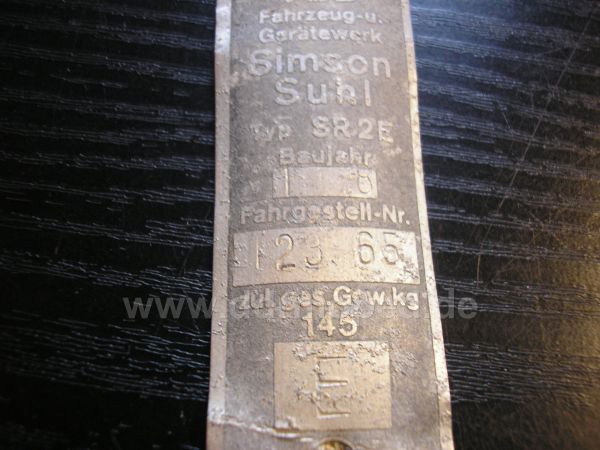 Fahrzeug-u.
Gerätewerk
Simson
Suhl
Typ SR2E
Baujahr
Fahrgestell-Nr.
zul.ges.Gew.kg
145